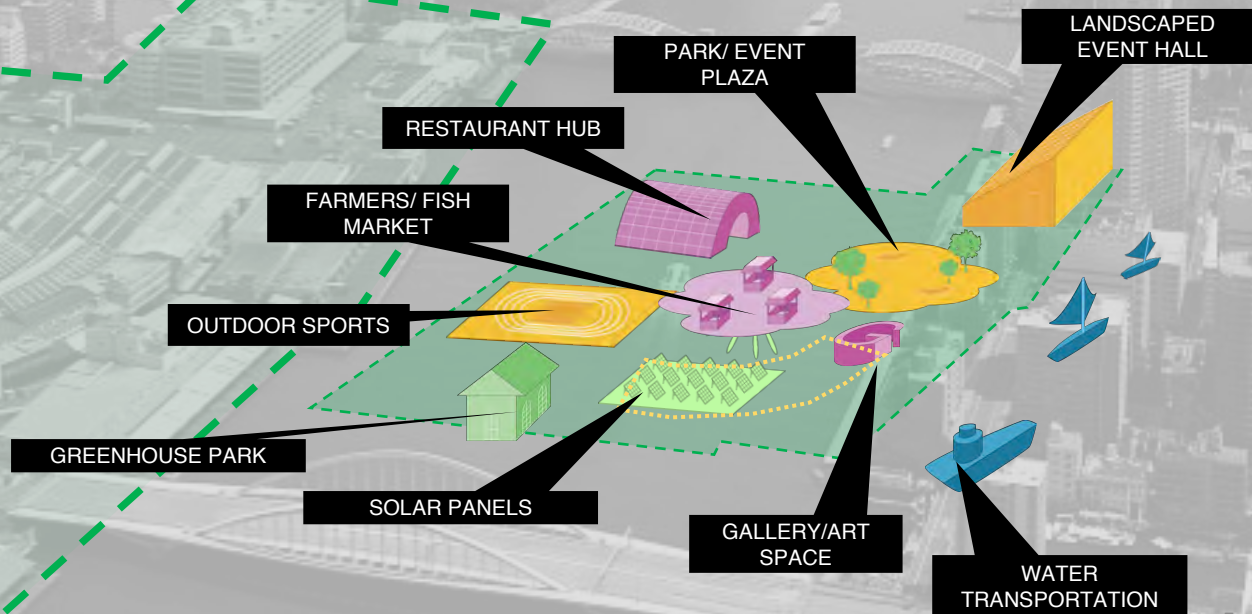 LANDSCAPED
EVENT HALL
PARK/ EVENT
PLAZA
RESTAURANT HUB
FARMERS/ FISH
MARKET
OUTDOOR SPORTS
GREENHOUSE PARK
SOLAR PANELS
GALLERY/ART
SPACE
WATER
TRANSPORTATION